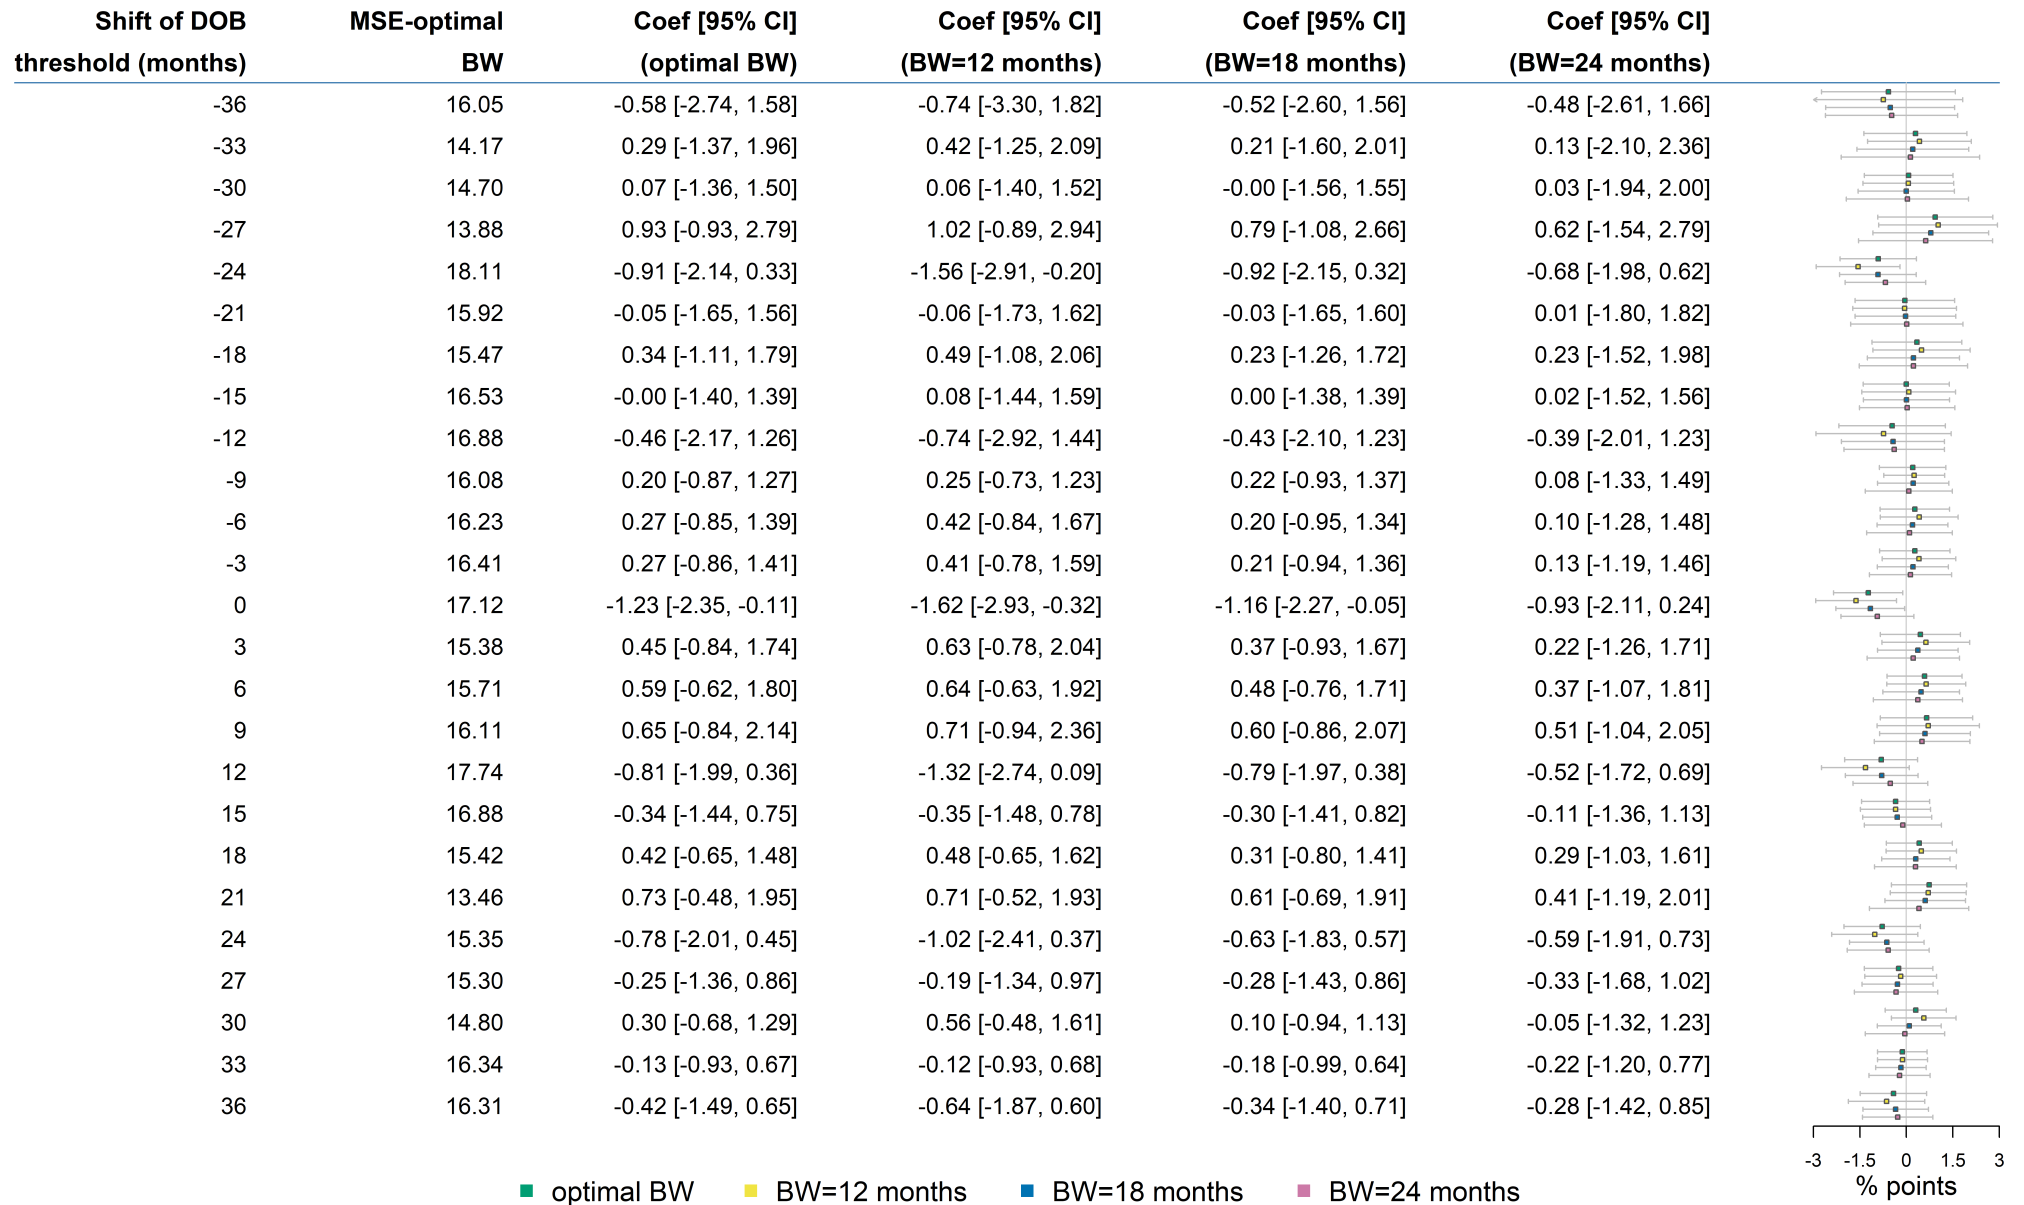 Shift of DOB MSE-optimal Coef [95% CI] Coef [95% CI] Coef [95% CI] Coef [95% CI]
threshold (months) BW (optimal BW) (BW=12 months) (BW=18 months) (BW=24 months)
-36 16.05 -0.58 [-2.74, 1.58] -0.74 [-3.30, 1.82] -0.52 [-2.60, 1.56] -0.48 [-2.61, 1.66]
-33 14.17 0.29 [-1.37, 1.96] 0.42 [-1.25, 2.09] 0.21 [-1.60, 2.01] 0.13 [-2.10, 2.36]
-30 14.70 0.07 [-1.36, 1.50] 0.06 [-1.40, 1.52] -0.00 [-1.56, 1.55] 0.03 [-1.94, 2.00]
-27 13.88 0.93 [-0.93, 2.79] 1.02 [-0.89, 2.94] 0.79 [-1.08, 2.66] 0.62 [-1.54, 2.79]
-24 18.11 -0.91 [-2.14, 0.33] -1.56 [-2.91, -0.20] -0.92 [-2.15, 0.32] -0.68 [-1.98, 0.62]
-21 15.92 -0.05 [-1.65, 1.56] -0.06 [-1.73, 1.62] -0.03 [-1.65, 1.60] 0.01 [-1.80, 1.82]
-18 15.47 0.34 [-1.11, 1.79] 0.49 [-1.08, 2.06] 0.23 [-1.26, 1.72] 0.23 [-1.52, 1.98]
-15 16.53 -0.00 [-1.40, 1.39] 0.08 [-1.44, 1.59] 0.00 [-1.38, 1.39] 0.02 [-1.52, 1.56]
-12 16.88 -0.46 [-2.17, 1.26] -0.74 [-2.92, 1.44] -0.43 [-2.10, 1.23] -0.39 [-2.01, 1.23]
-9 16.08 0.20 [-0.87, 1.27] 0.25 [-0.73, 1.23] 0.22 [-0.93, 1.37] 0.08 [-1.33, 1.49]
-6 16.23 0.27 [-0.85, 1.39] 0.42 [-0.84, 1.67] 0.20 [-0.95, 1.34] 0.10 [-1.28, 1.48]
-3 16.41 0.27 [-0.86, 1.41] 0.41 [-0.78, 1.59] 0.21 [-0.94, 1.36] 0.13 [-1.19, 1.46]
0 17.12 -1.23 [-2.35, -0.11] -1.62 [-2.93, -0.32] -1.16 [-2.27, -0.05] -0.93 [-2.11, 0.24]
3 15.38 0.45 [-0.84, 1.74] 0.63 [-0.78, 2.04] 0.37 [-0.93, 1.67] 0.22 [-1.26, 1.71]
6 15.71 0.59 [-0.62, 1.80] 0.64 [-0.63, 1.92] 0.48 [-0.76, 1.71] 0.37 [-1.07, 1.81]
9 16.11 0.65 [-0.84, 2.14] 0.71 [-0.94, 2.36] 0.60 [-0.86, 2.07] 0.51 [-1.04, 2.05]
12 17.74 -0.81 [-1.99, 0.36] -1.32 [-2.74, 0.09] -0.79 [-1.97, 0.38] -0.52 [-1.72, 0.69]
15 16.88 -0.34 [-1.44, 0.75] -0.35 [-1.48, 0.78] -0.30 [-1.41, 0.82] -0.11 [-1.36, 1.13]
18 15.42 0.42 [-0.65, 1.48] 0.48 [-0.65, 1.62] 0.31 [-0.80, 1.41] 0.29 [-1.03, 1.61]
21 13.46 0.73 [-0.48, 1.95] 0.71 [-0.52, 1.93] 0.61 [-0.69, 1.91] 0.41 [-1.19, 2.01]
24 15.35 -0.78 [-2.01, 0.45] -1.02 [-2.41, 0.37] -0.63 [-1.83, 0.57] -0.59 [-1.91, 0.73]
27 15.30 -0.25 [-1.36, 0.86] -0.19 [-1.34, 0.97] -0.28 [-1.43, 0.86] -0.33 [-1.68, 1.02]
30 14.80 0.30 [-0.68, 1.29] 0.56 [-0.48, 1.61] 0.10 [-0.94, 1.13] -0.05 [-1.32, 1.23]
33 16.34 -0.13 [-0.93, 0.67] -0.12 [-0.93, 0.68] -0.18 [-0.99, 0.64] -0.22 [-1.20, 0.77]
36 16.31 -0.42 [-1.49, 0.65] -0.64 [-1.87, 0.60] -0.34 [-1.40, 0.71] -0.28 [-1.42, 0.85]
-3 -1.5 0 1.5 3
% points
optimal BW BW=12 months BW=18 months BW=24 months